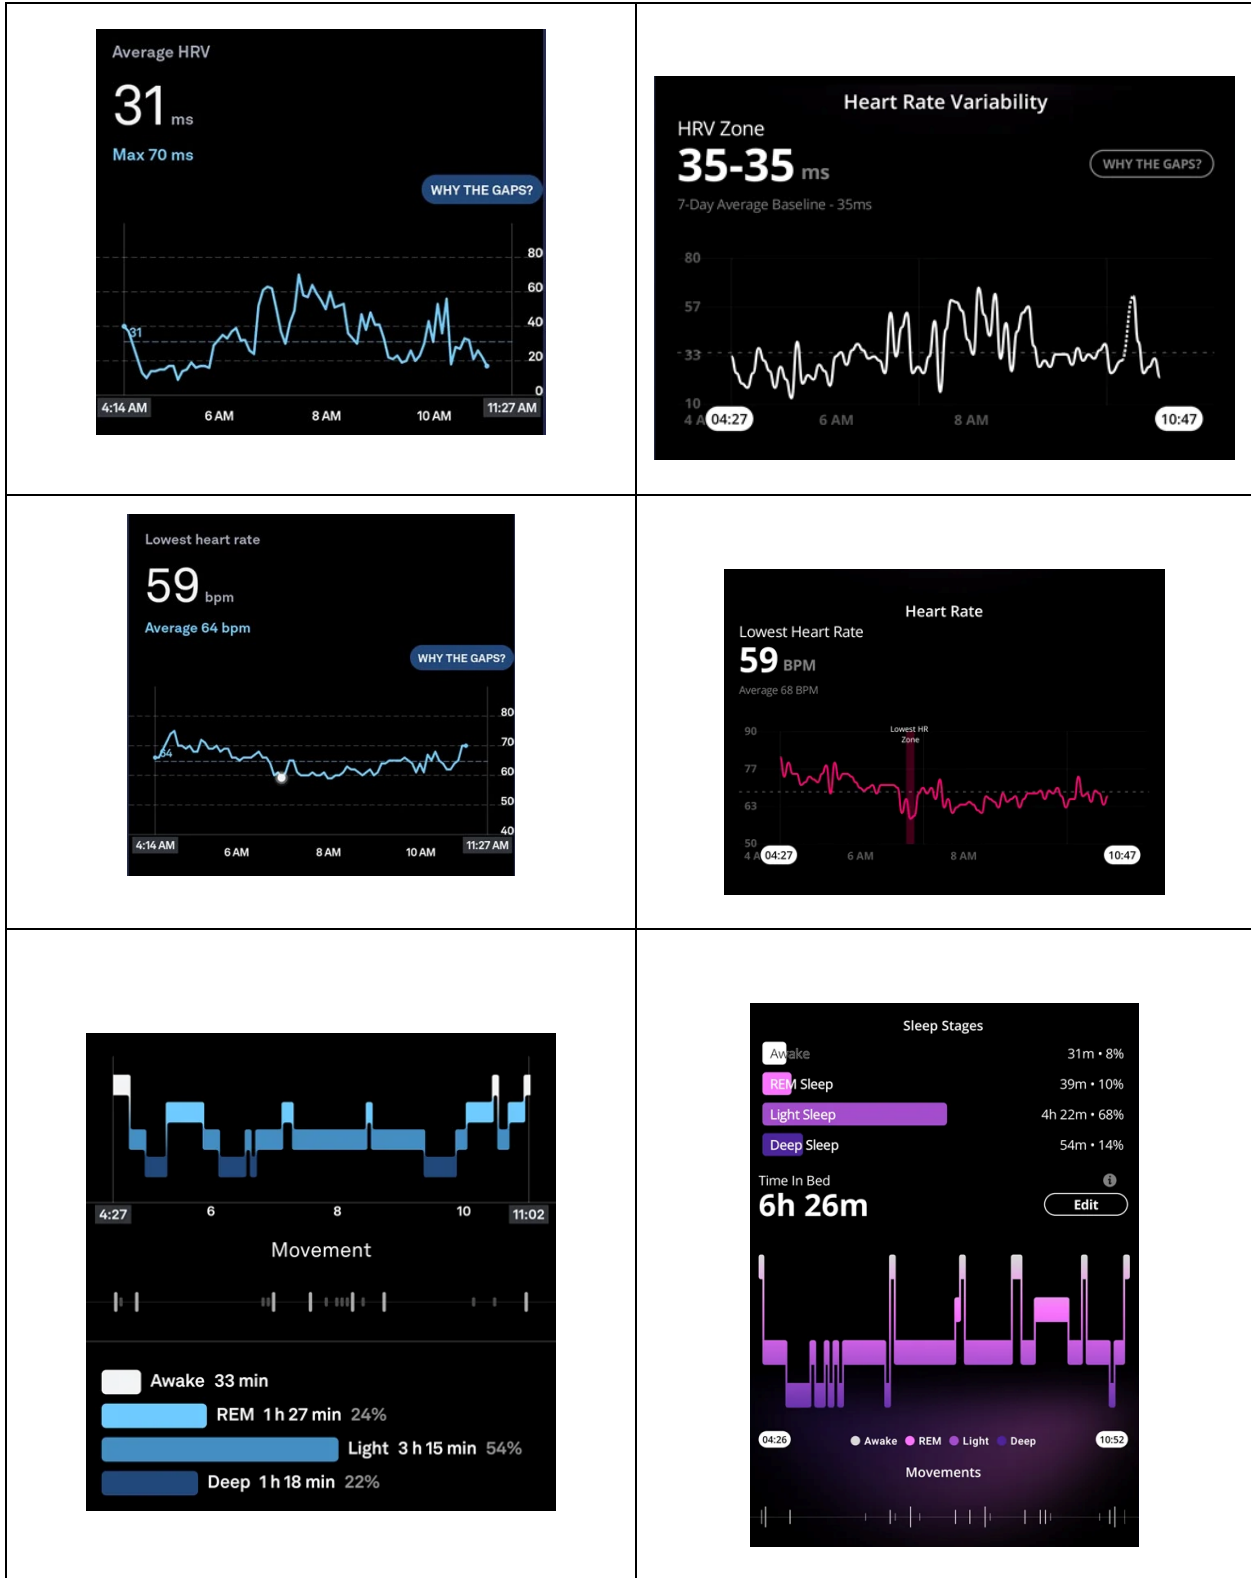 Average HRV
31 ms
Max 70 ms
WHY THE GAPS?
80
60
40
31
20
0
4:14 AM 6 AM 8 AM 10 AM 11:27 AM
Heart Rate Variability
HRV Zone
35-35 ms
WHY THE GAPS?
7-Day Average Baseline - 35ms
80
57
33
10
4 A 04:27 6 AM 8 AM 10:47
Lowest heart rate
59 bpm
Average 64 bpm
WHY THE GAPS?
80
70
64
60
50
40
4:14 AM 6 AM 8 AM 10 AM 11:27 AM
Heart Rate
Lowest Heart Rate
59 BPM
Average 68 BPM
Lowest HR
Zone
90
77
63
50
4 A 04:27 6 AM 8 AM 10:47
4:27 6 8 10 11:02
Movement
Awake 33 min
REM 1 h 27 min 24%
Light 3 h 15 min 54%
Deep 1 h 18 min 22%
Sleep Stages
Awake 31m • 8%
REM Sleep 39m • 10%
Light Sleep 4h 22m • 68%
Deep Sleep 54m • 14%
Time In Bed
6h 26m
Edit
04:26 Awake REM Light Deep 10:52
Movements